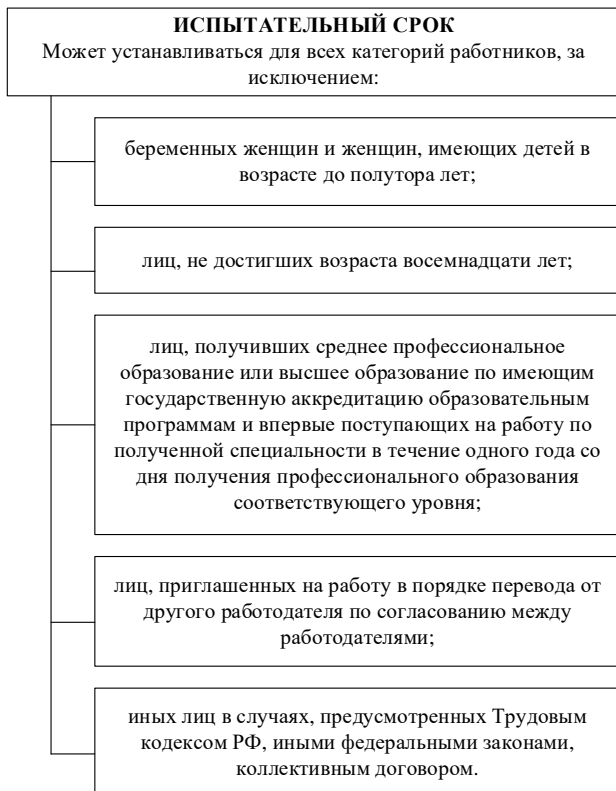 ИСПЫТАТЕЛЬНЫЙ СРОК
Может устанавливаться для всех категорий работников, за
исключением:
беременных женщин и женщин, имеющих детей в
возрасте до полутора лет;
лиц, не достигших возраста восемнадцати лет;
лиц, получивших среднее профессиональное
образование или высшее образование по имеющим
государственную аккредитацию образовательным
программам и впервые поступающих на работу по
полученной специальности в течение одного года со
дня получения профессионального образования
соответствующего уровня;
лиц, приглашенных на работу в порядке перевода от
другого работодателя по согласованию между
работодателями;
иных лиц в случаях, предусмотренных Трудовым
кодексом РФ, иными федеральными законами,
коллективным договором.